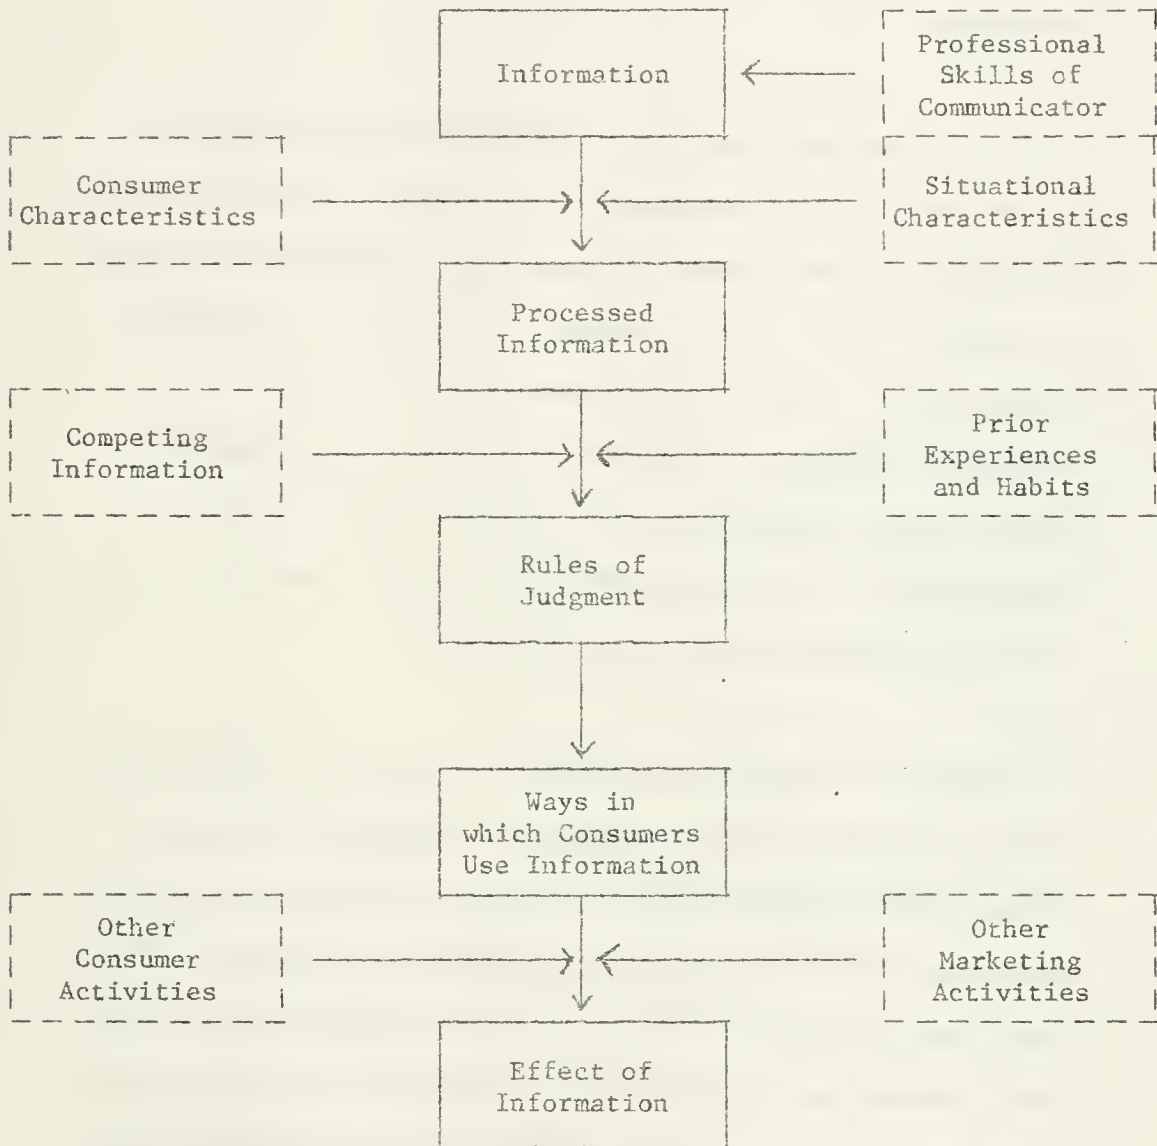 Information
Professional
Skills of
Communicator
Consumer
Characteristics
Situational
Characteristics
Processed
Information
Competing
Information
Prior
Experiences
and Habits
Rules of
Judgment
Ways in
which Consumers
Use Information
Other
Consumer
Activities
Other
Marketing
Activities
Effect of
Information